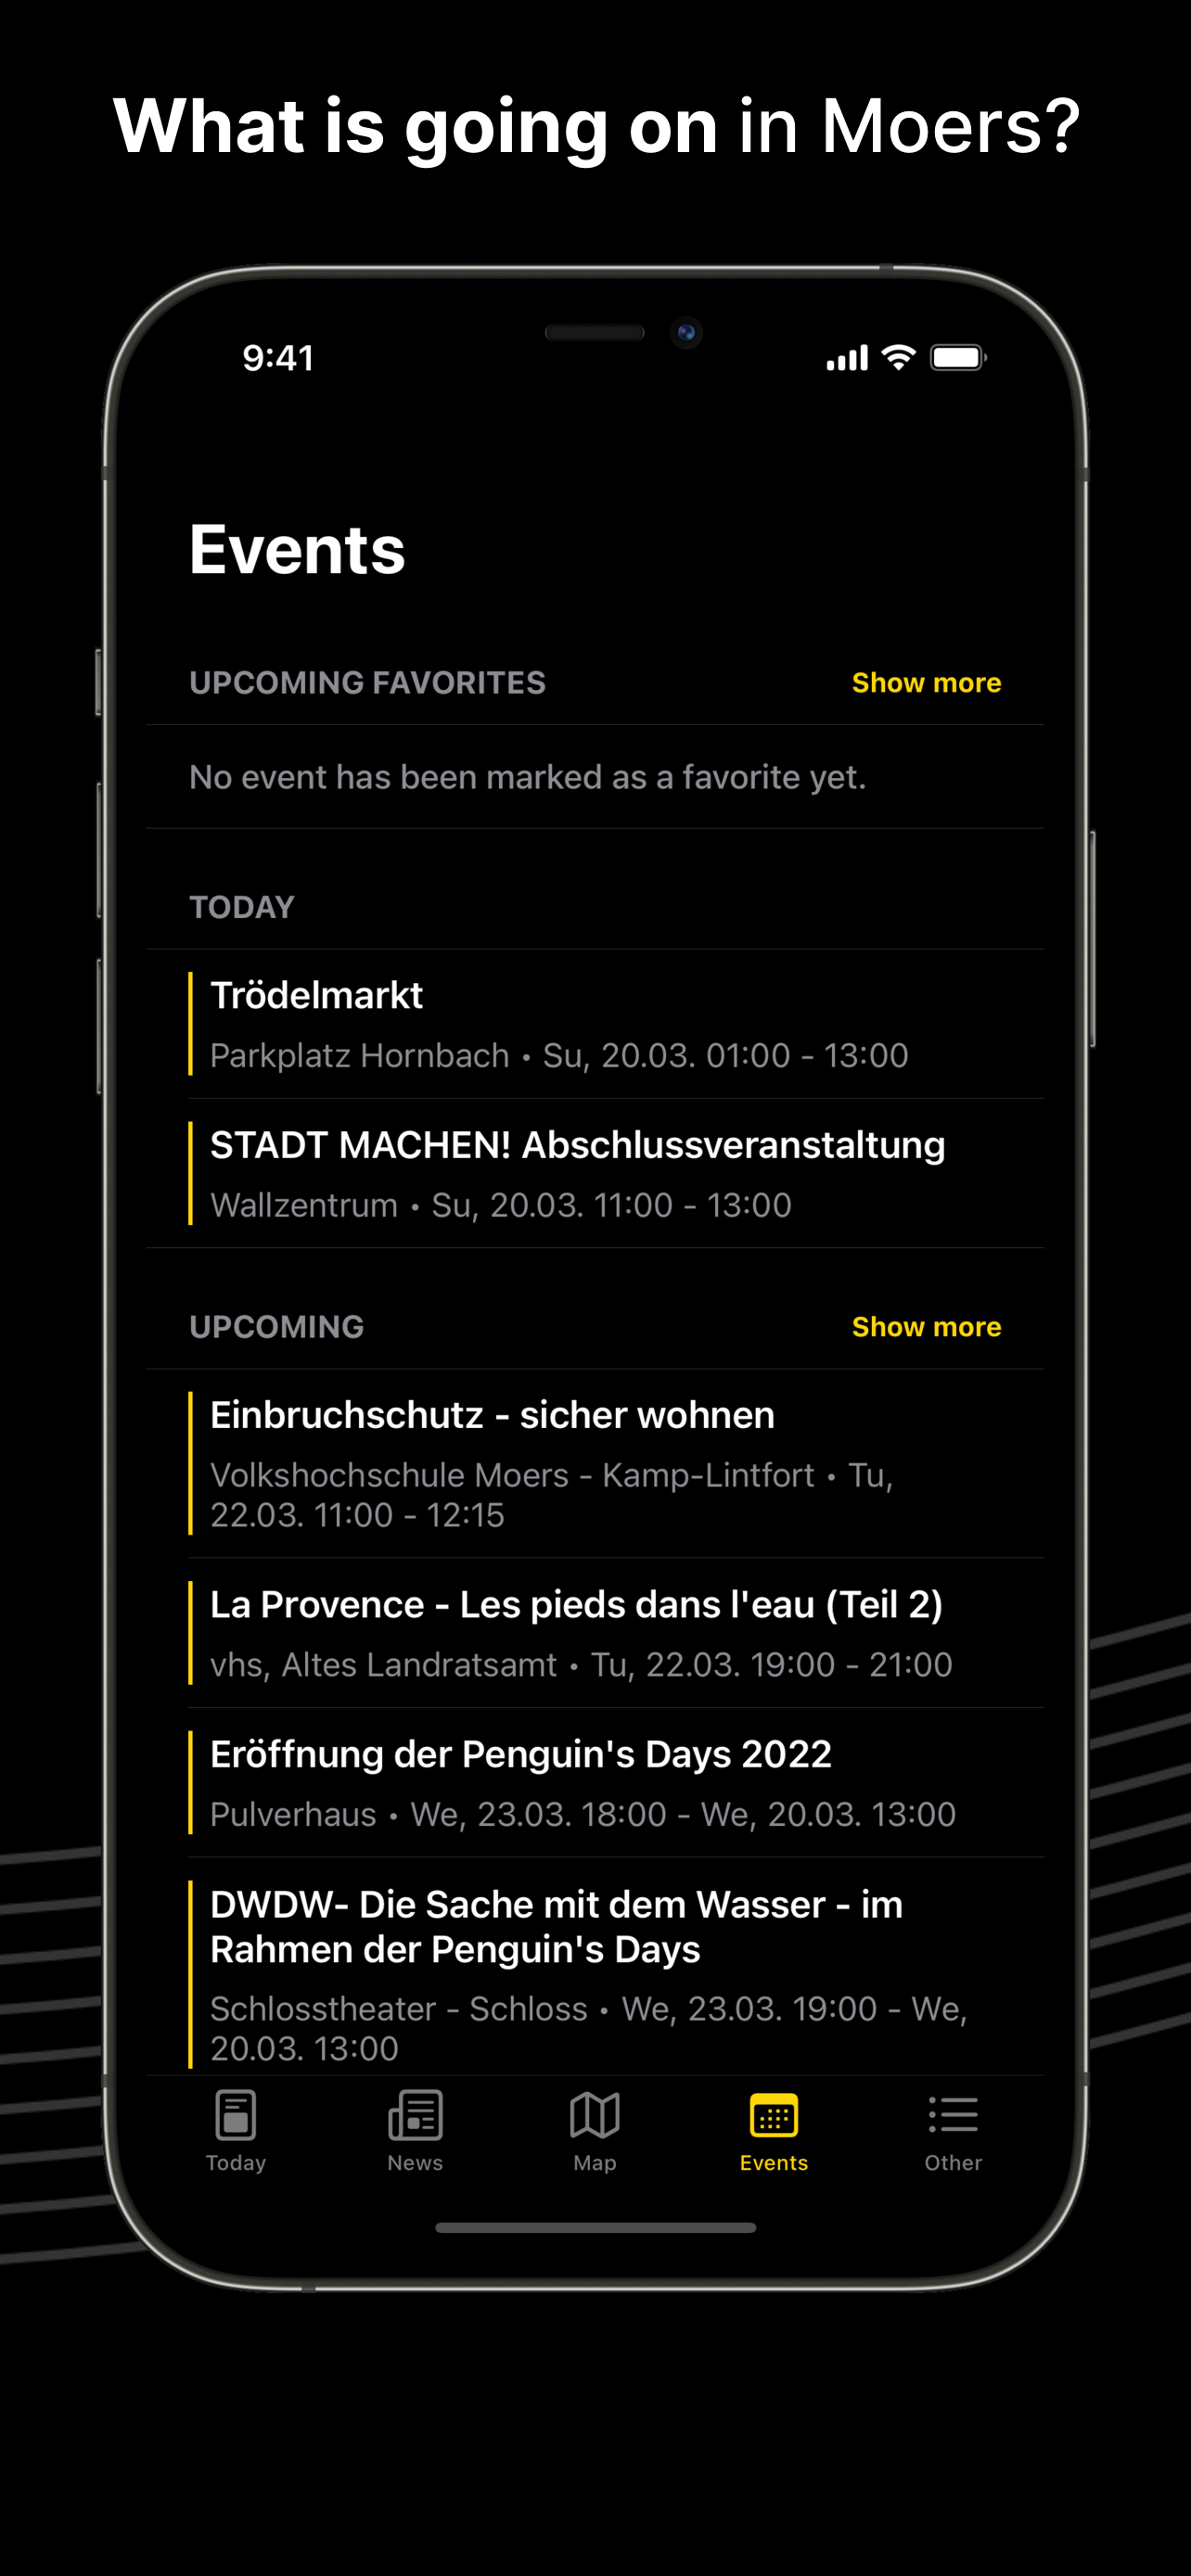 What is going on in Moers?
9:41
Events
UPCOMING FAVORITES Show more
No event has been marked as a favorite yet.
TODAY
Trödelmarkt
Parkplatz Hornbach • Su, 20.03. 01:00 - 13:00
STADT MACHEN! Abschlussveranstaltung
Wallzentrum • Su, 20.03. 11:00 - 13:00
UPCOMING Show more
Einbruchschutz - sicher wohnen
Volkshochschule Moers - Kamp-Lintfort • Tu,
22.03. 11:00 - 12:15
La Provence - Les pieds dans l'eau (Teil 2)
vhs, Altes Landratsamt • Tu, 22.03. 19:00 - 21:00
Eröffnung der Penguin's Days 2022
Pulverhaus • We, 23.03. 18:00 - We, 20.03. 13:00
DWDW- Die Sache mit dem Wasser - im
Rahmen der Penguin's Days
Schlosstheater - Schloss • We, 23.03. 19:00 - We,
20.03. 13:00
Today News Map Events Other